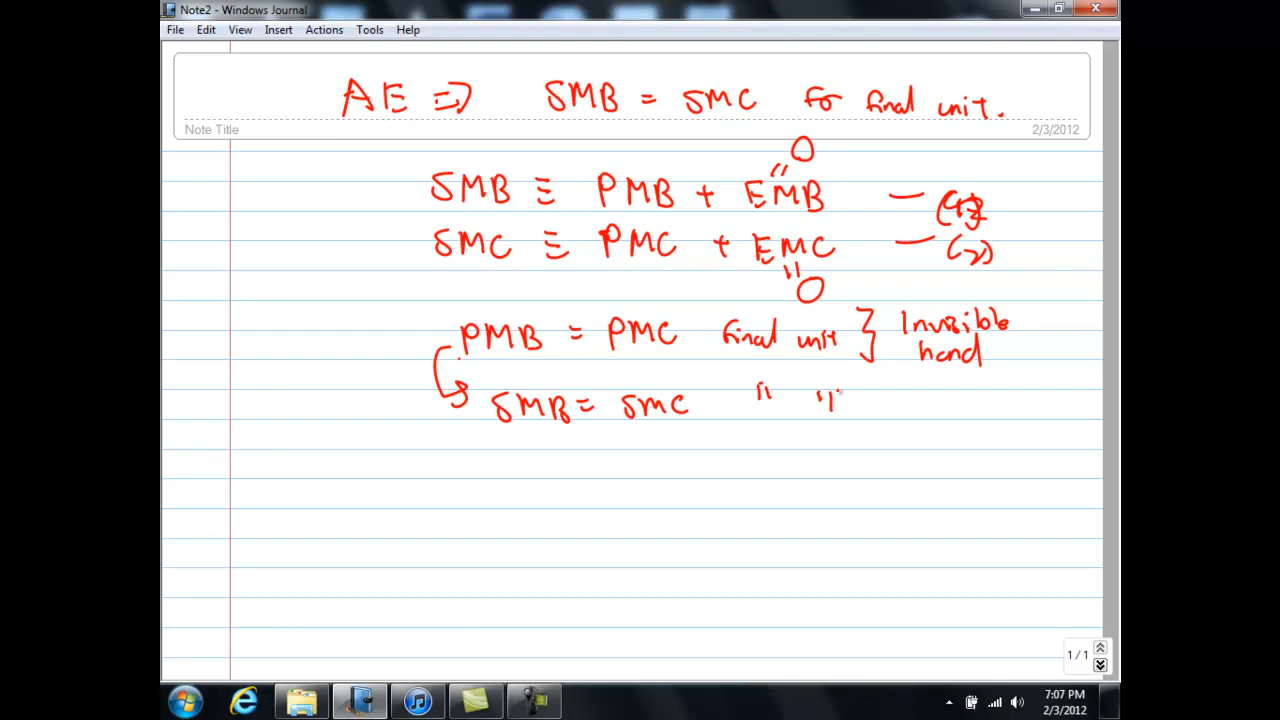 Note2 - Windows Journal
File Edit View Insert Actions Tools Help
AE => SMB = SMC for final unit.
Note Title 2/3/2012
O
"
SMB ≡ PMB + EMB —
SMC ≡ PMC + EMC — (2)
"
O
PMB = PMC final unit } Invisible
hand
SMB = SMC " "
1 / 1
7:07 PM
2/3/2012